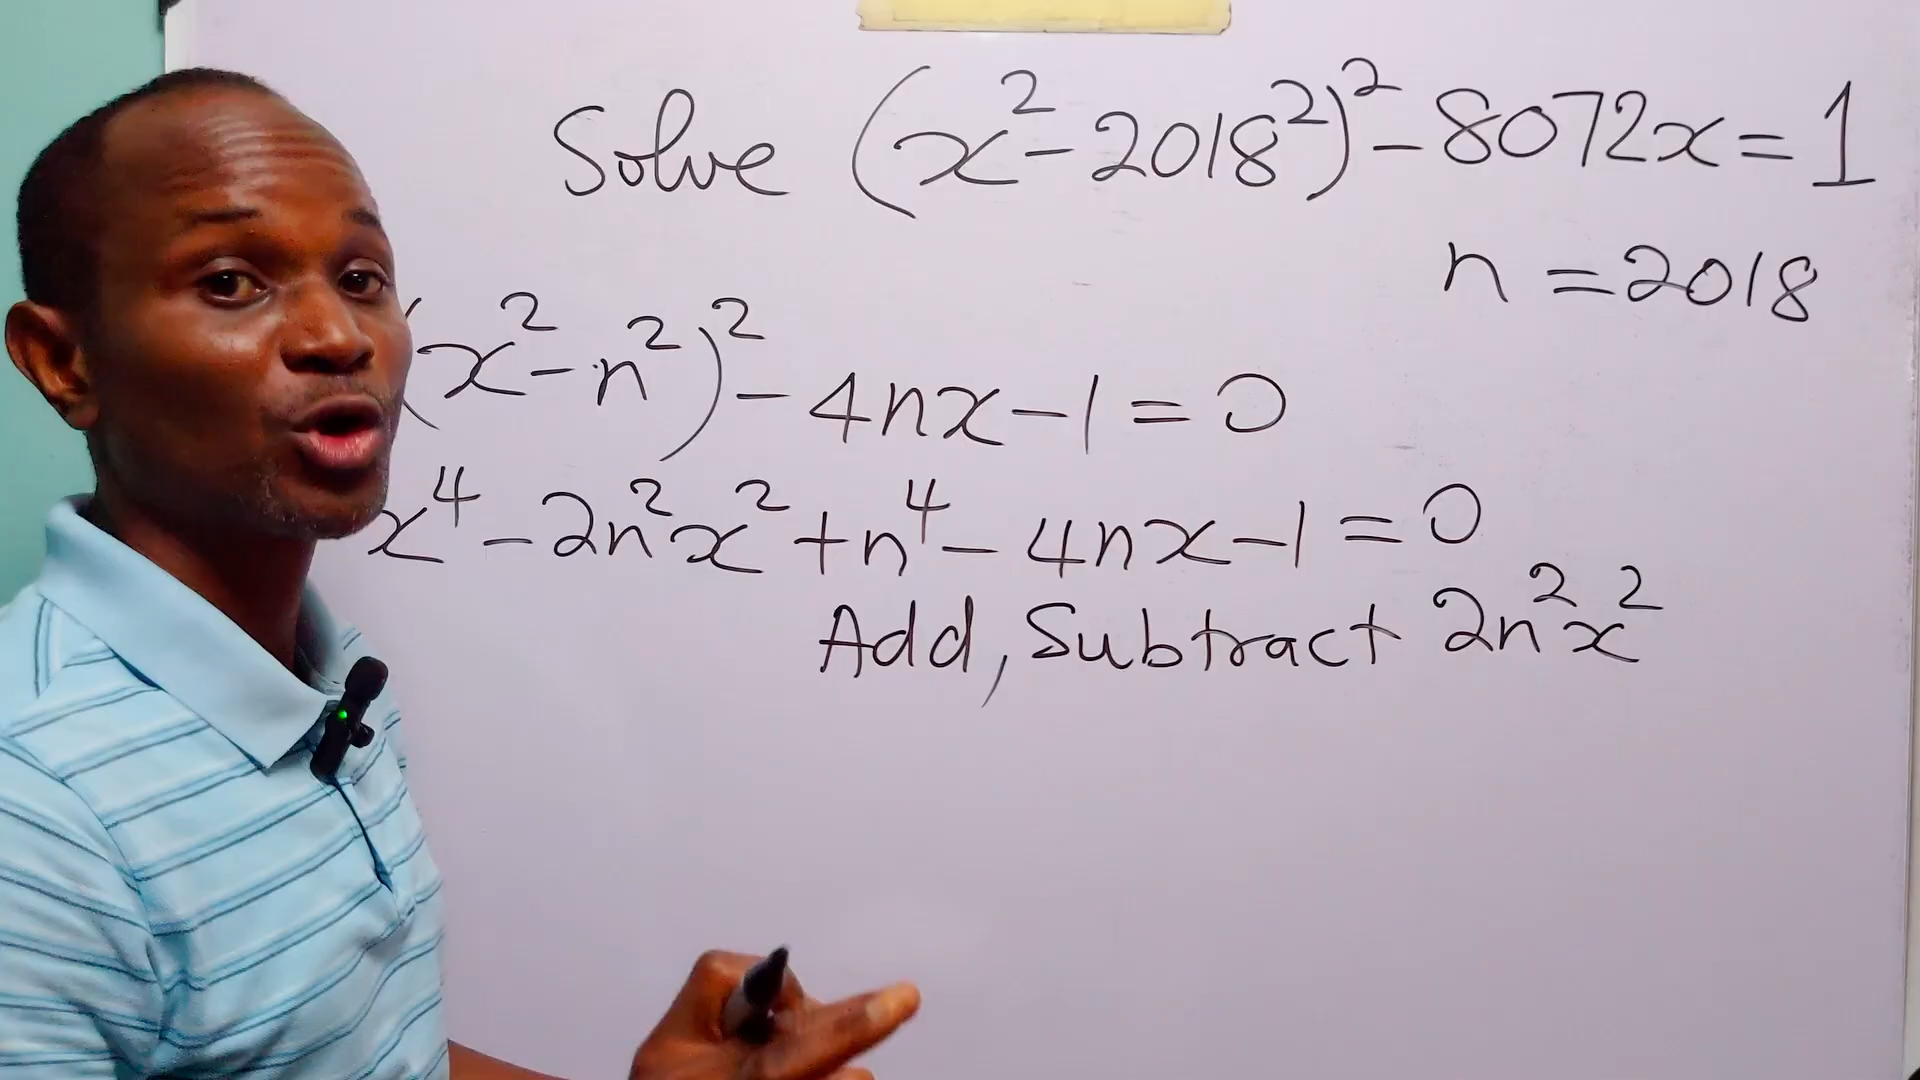 Solve (x² - 2018²)² - 8072x = 1
n = 2018
(x² - n²)² - 4nx - 1 = 0
x⁴ - 2n²x² + n⁴ - 4nx - 1 = 0
Add, Subtract 2n²x²